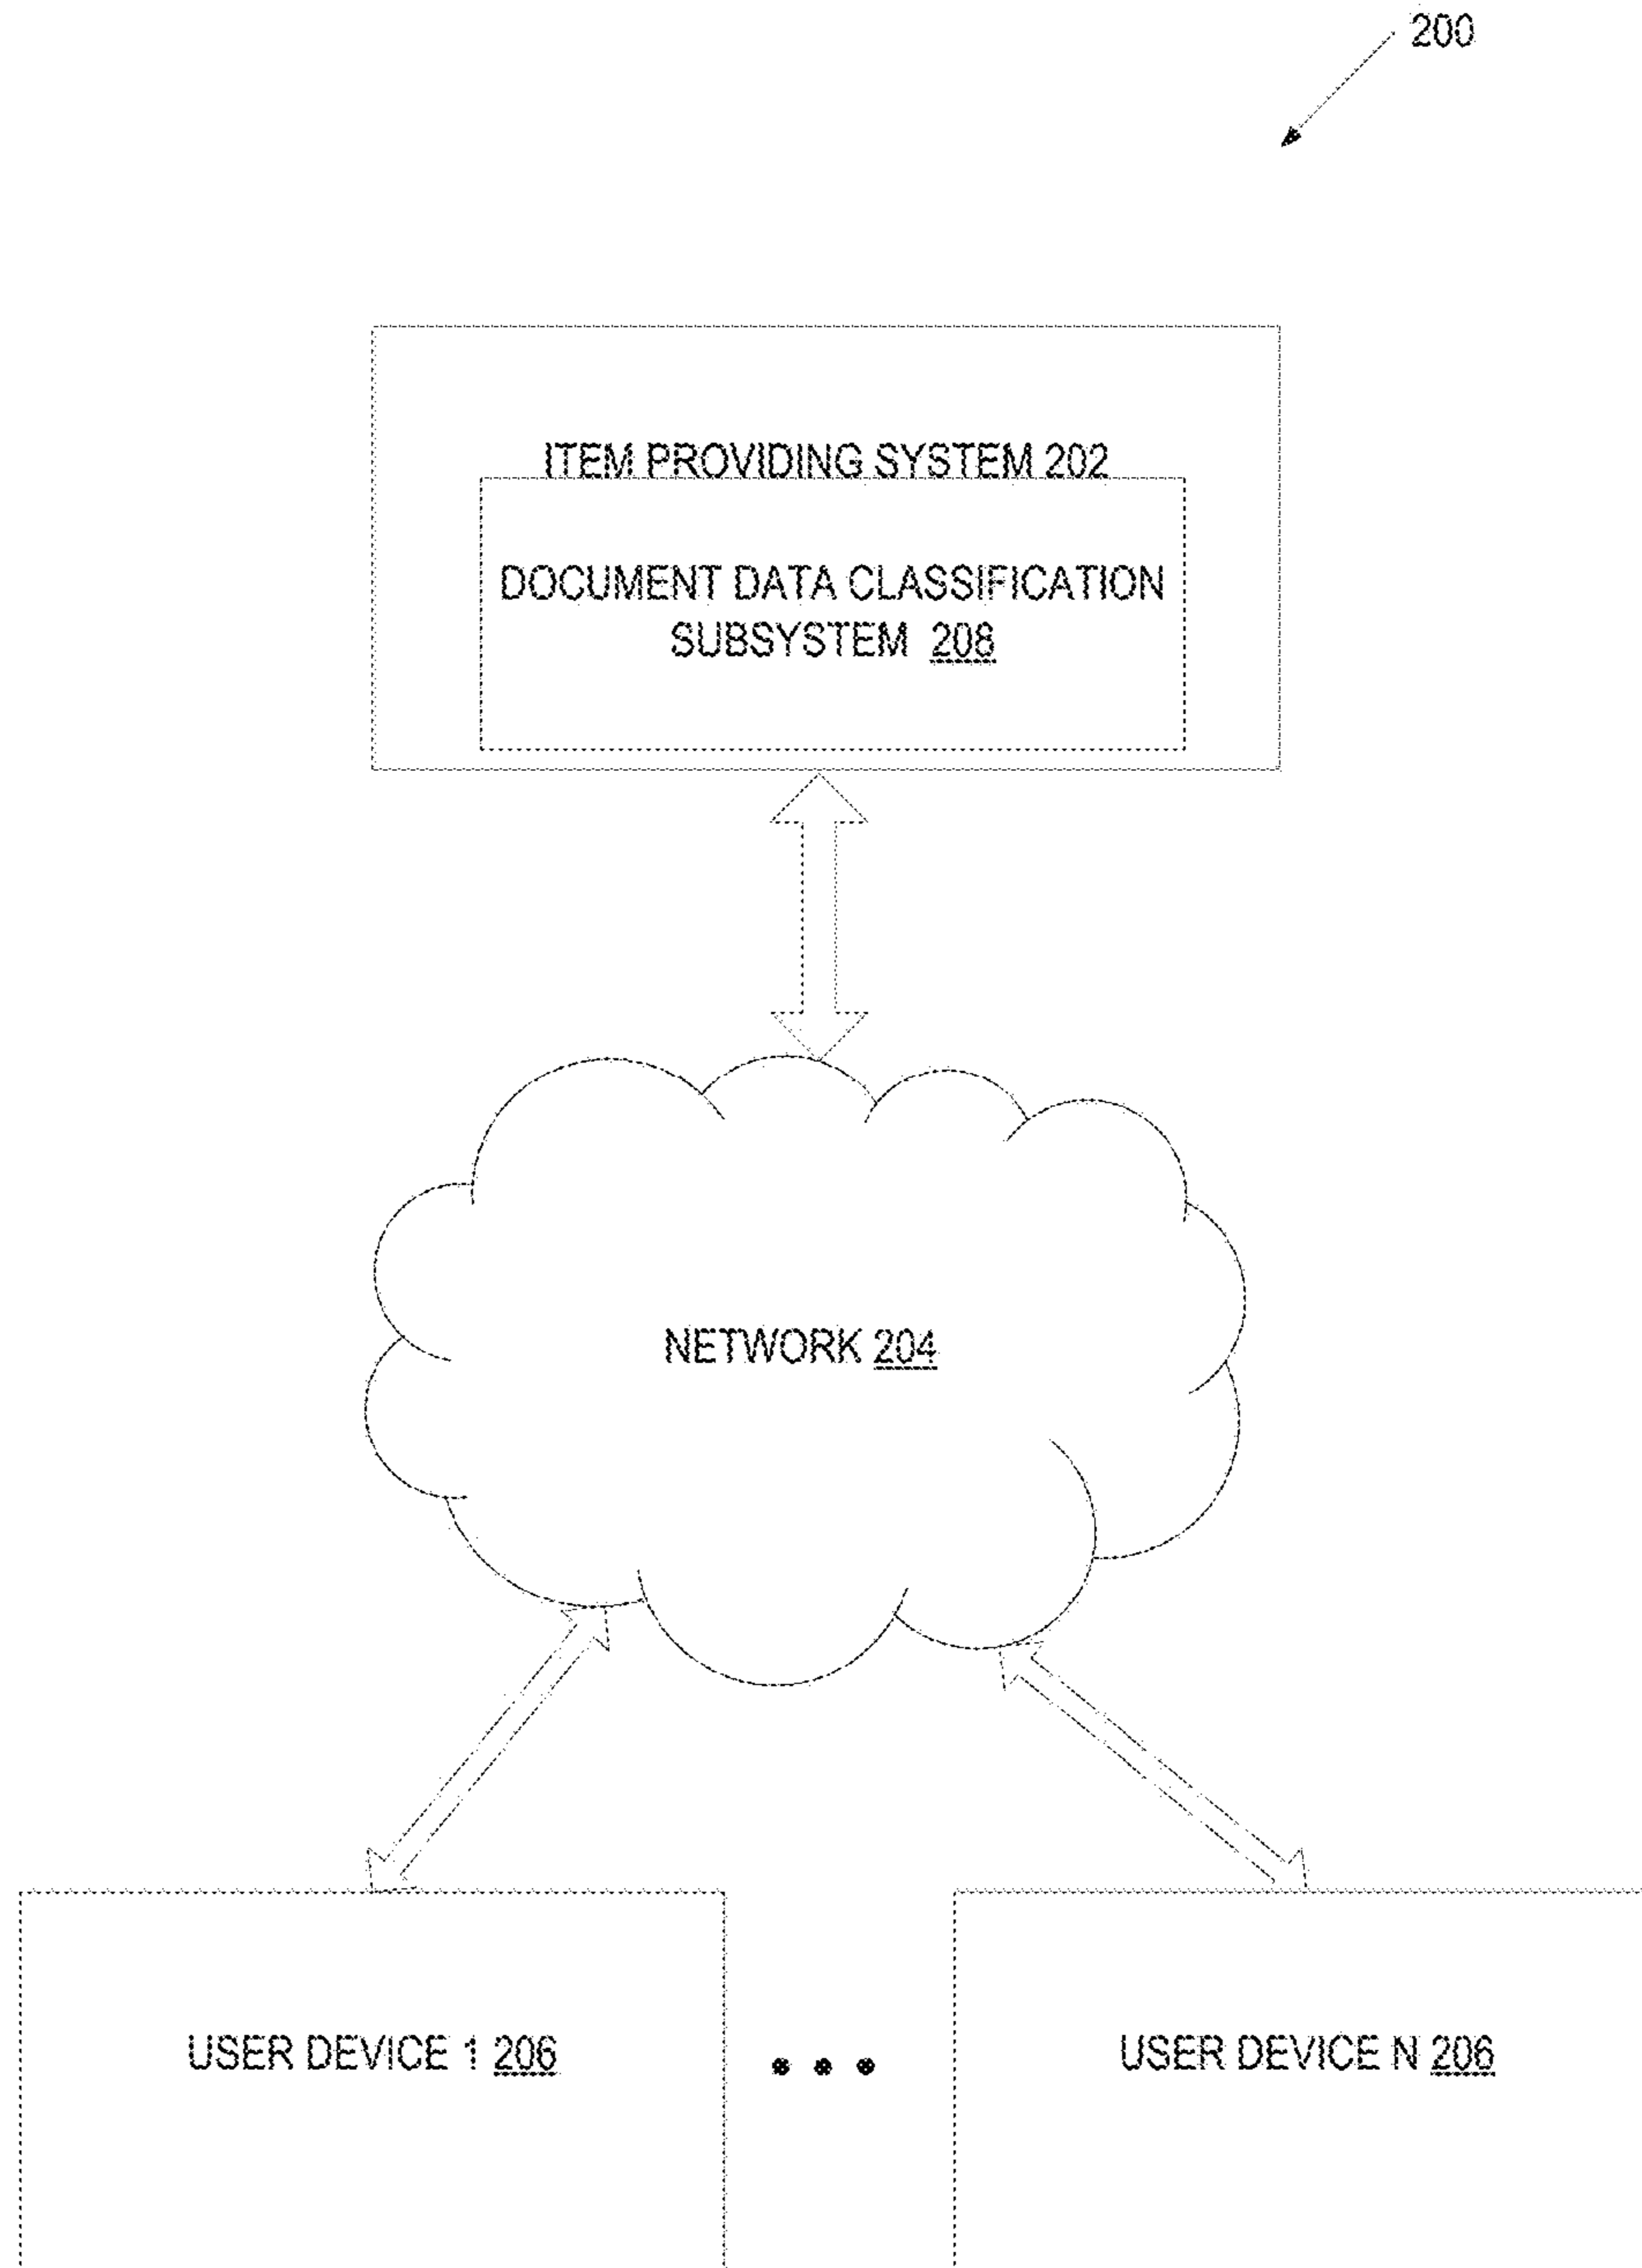 200
ITEM PROVIDING SYSTEM 202
DOCUMENT DATA CLASSIFICATION
SUBSYSTEM 208
NETWORK 204
USER DEVICE 1 206
USER DEVICE N 206